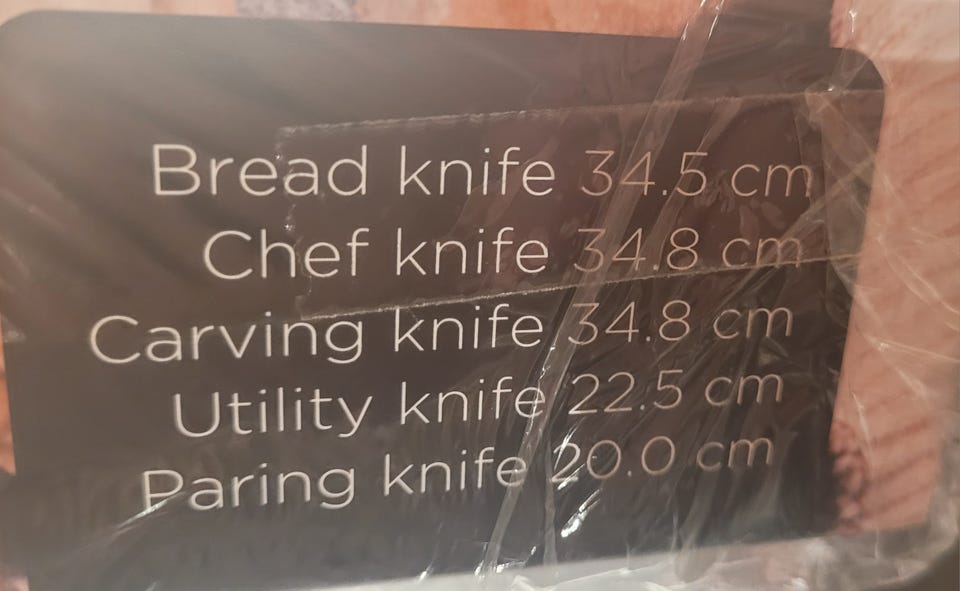 Bread knife 34.5 cm
Chef knife 34.8 cm
Carving knife 34.8 cm
Utility knife 22.5 cm
Paring knife 20.0 cm